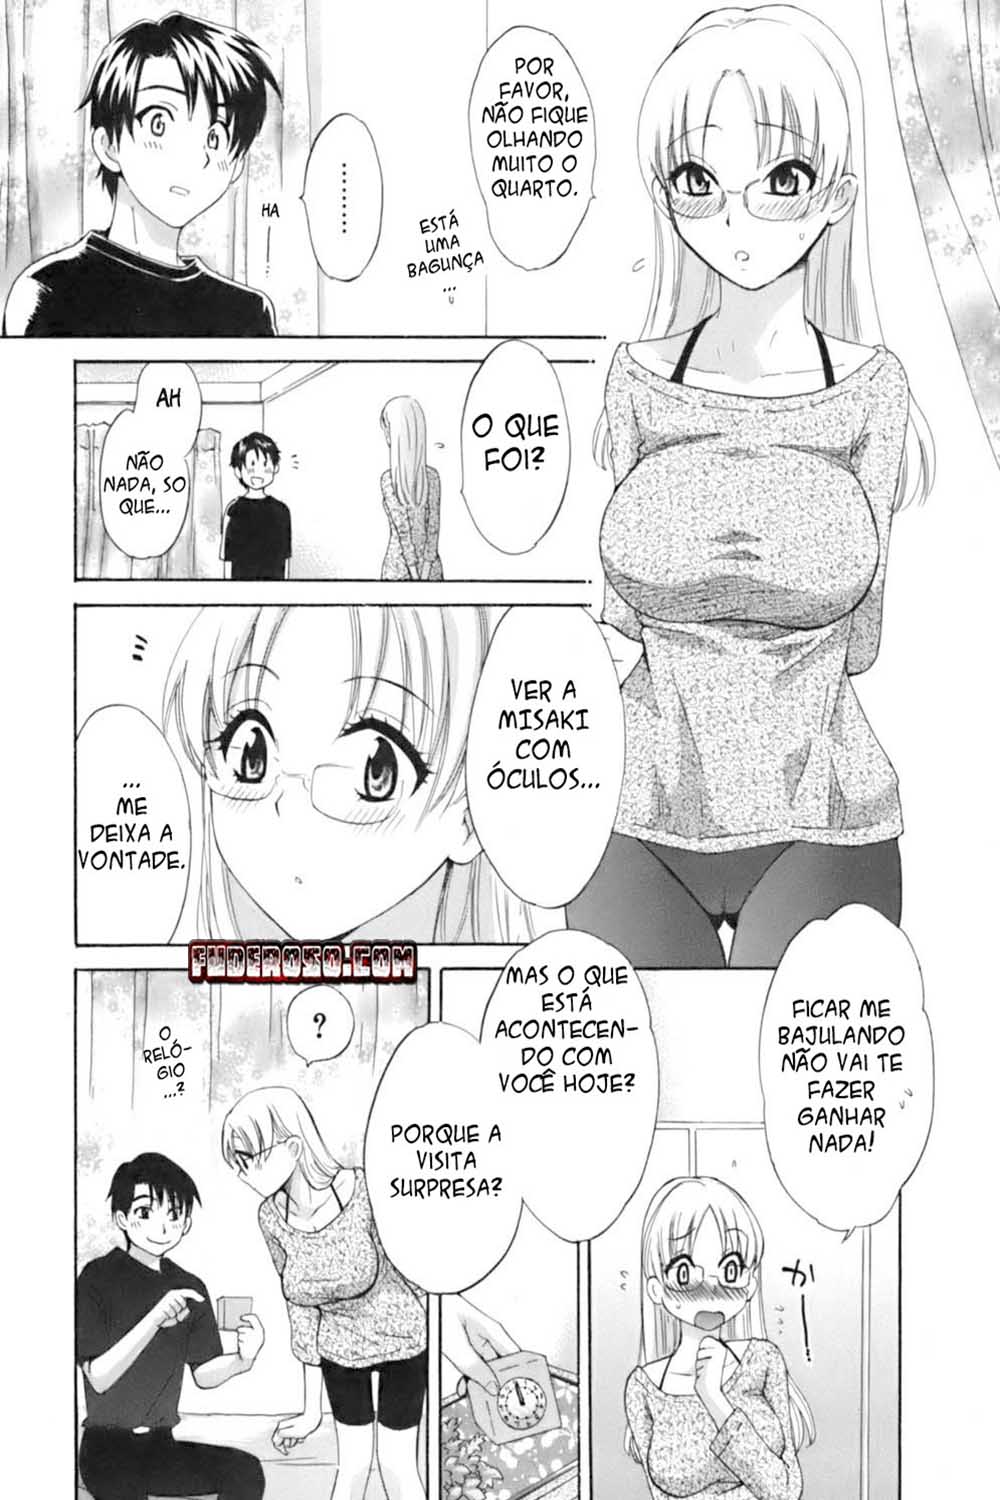 POR
FAVOR,
NÃO FIQUE
OLHANDO
MUITO O
QUARTO.
ESTÁ
UMA
BAGUNÇA
...
.........
HA
O QUE
FOI?
AH
NÃO
NADA, SO
QUE...
VER A
MISAKI
COM
ÓCULOS...
...
ME
DEIXA A
VONTADE.
FUDEROSO.COM
FICAR ME
BAJULANDO
NÃO VAI TE
FAZER
GANHAR
NADA!
か
MAS O QUE
ESTÁ
ACONTECEN-
DO COM
VOCÊ HOJE?
PORQUE A
VISITA
SURPRESA?
?
O
RELÓ-
GIO
...?